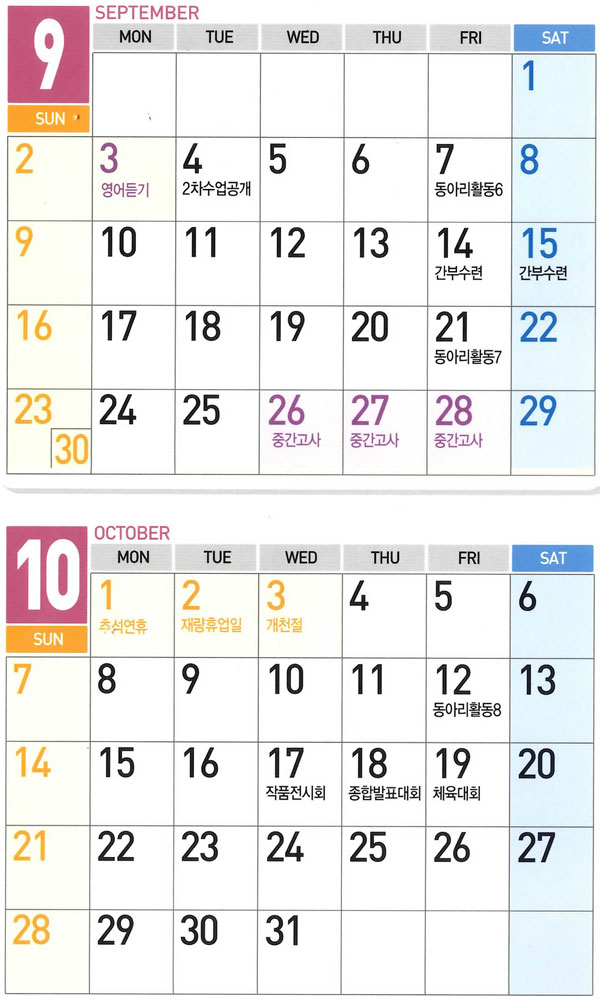 9
SEPTEMBER
SUN MON TUE WED THU FRI SAT
1
2 3 4 5 6 7 8
영어듣기 2차수업공개 동아리활동6
9 10 11 12 13 14 15
간부수련 간부수련
16 17 18 19 20 21 22
동아리활동7
23 24 25 26 27 28 29
30 중간고사 중간고사 중간고사
10
OCTOBER
SUN MON TUE WED THU FRI SAT
1 2 3 4 5 6
추석연휴 재량휴업일 개천절
7 8 9 10 11 12 13
동아리활동8
14 15 16 17 18 19 20
작품전시회 종합발표대회 체육대회
21 22 23 24 25 26 27
28 29 30 31